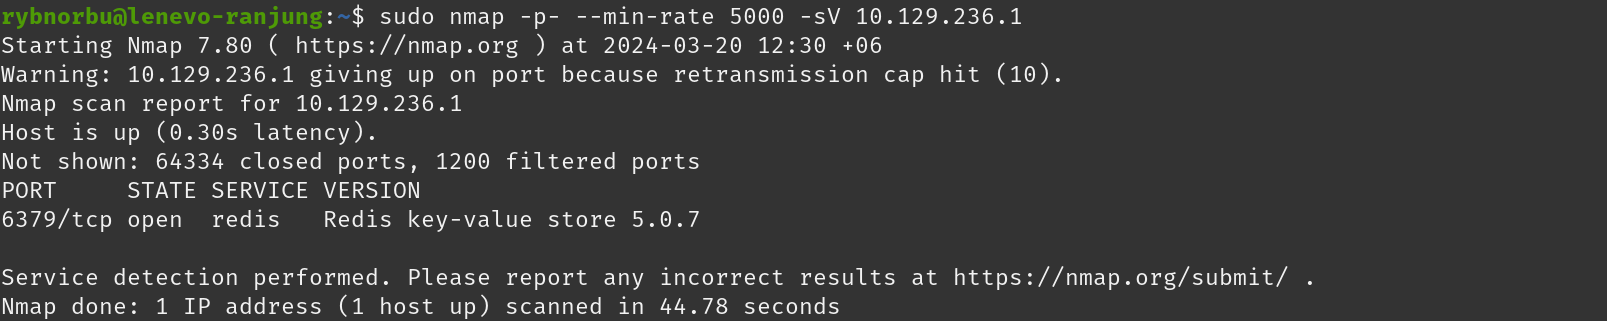 rybnorbu@lenevo-ranjung:~$ sudo nmap -p- --min-rate 5000 -sV 10.129.236.1
Starting Nmap 7.80 ( https://nmap.org ) at 2024-03-20 12:30 +06
Warning: 10.129.236.1 giving up on port because retransmission cap hit (10).
Nmap scan report for 10.129.236.1
Host is up (0.30s latency).
Not shown: 64334 closed ports, 1200 filtered ports
PORT     STATE SERVICE VERSION
6379/tcp open  redis   Redis key-value store 5.0.7

Service detection performed. Please report any incorrect results at https://nmap.org/submit/ .
Nmap done: 1 IP address (1 host up) scanned in 44.78 seconds